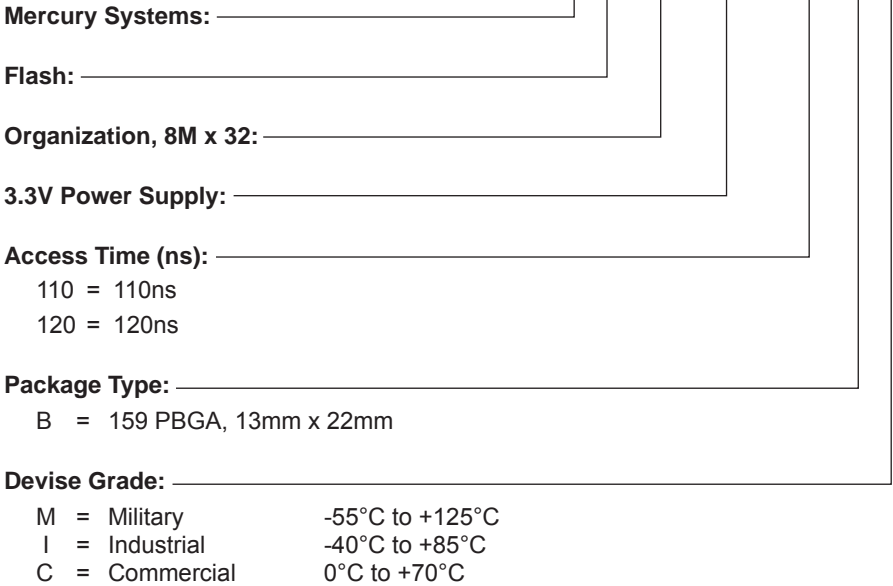 Mercury Systems:
Flash:
Organization, 8M x 32:
3.3V Power Supply:
Access Time (ns):
110 = 110ns
120 = 120ns
Package Type:
B = 159 PBGA, 13mm x 22mm
Devise Grade:
M = Military -55°C to +125°C
I = Industrial -40°C to +85°C
C = Commercial 0°C to +70°C